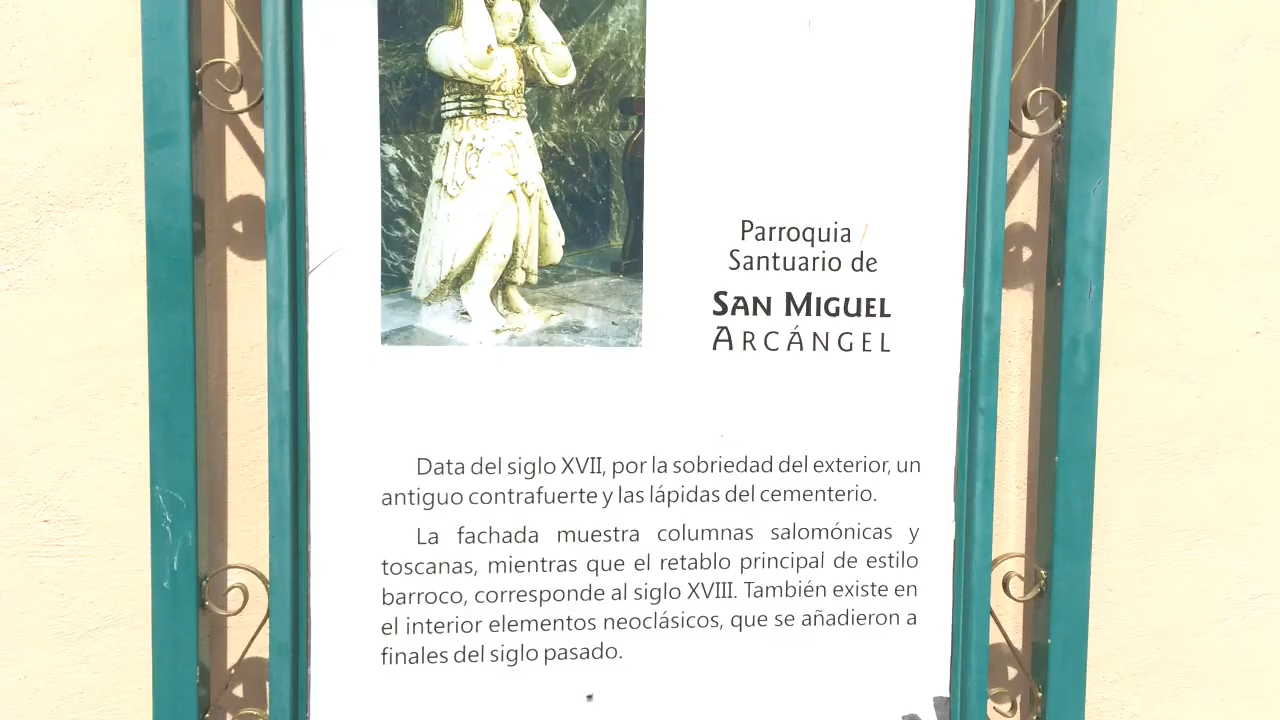 Parroquia
Santuario de
SAN MIGUEL
ARCÁNGEL
Data del siglo XVII, por la sobriedad del exterior, un
antiguo contrafuerte y las lápidas del cementerio.
La fachada muestra columnas salomónicas y
toscanas, mientras que el retablo principal de estilo
barroco, corresponde al siglo XVIII. También existe en
el interior elementos neoclásicos, que se añadieron a
finales del siglo pasado.